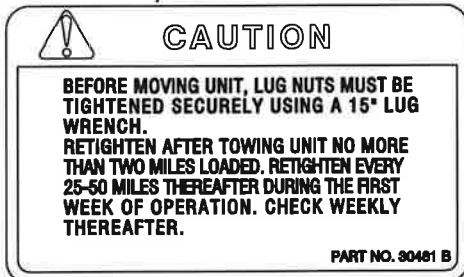 CAUTION
BEFORE MOVING UNIT, LUG NUTS MUST BE
TIGHTENED SECURELY USING A 15" LUG
WRENCH.
RETIGHTEN AFTER TOWING UNIT NO MORE
THAN TWO MILES LOADED. RETIGHTEN EVERY
25-50 MILES THEREAFTER DURING THE FIRST
WEEK OF OPERATION. CHECK WEEKLY
THEREAFTER.
PART NO. 30461 B